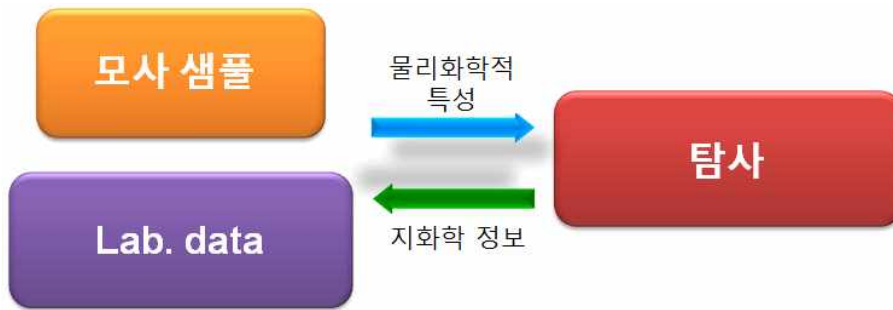 모사 샘플
물리화학적
특성
탐사
Lab. data
지화학 정보